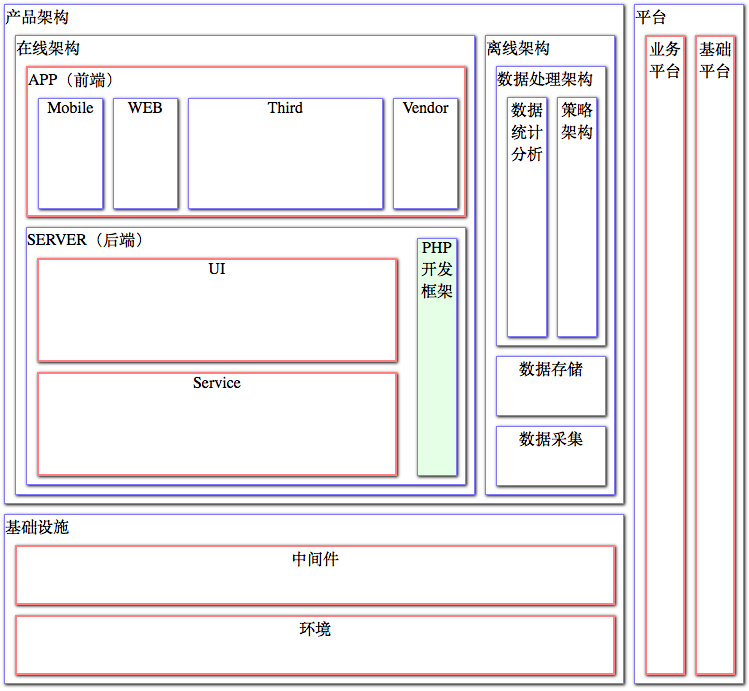 产品架构
在线架构
APP（前端）
Mobile
WEB
Third
Vendor
SERVER（后端）
UI
Service
PHP
开发
框架
离线架构
数据处理架构
数据
统计
分析
策略
架构
数据存储
数据采集
基础设施
中间件
环境
平台
业务
平台
基础
平台